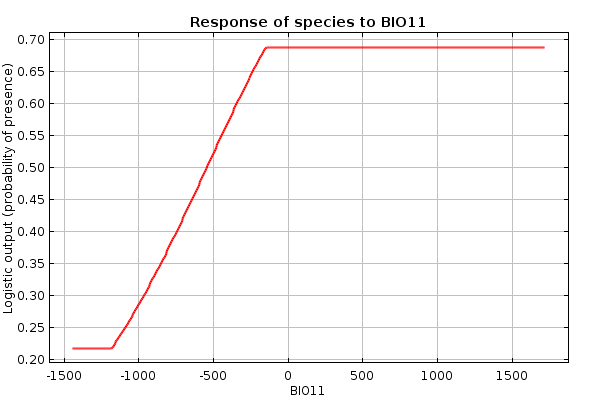 Response of species to BIO11
Logistic output (probability of presence)
0.70
0.65
0.60
0.55
0.50
0.45
0.40
0.35
0.30
0.25
0.20
-1500 -1000 -500 0 500 1000 1500
BIO11